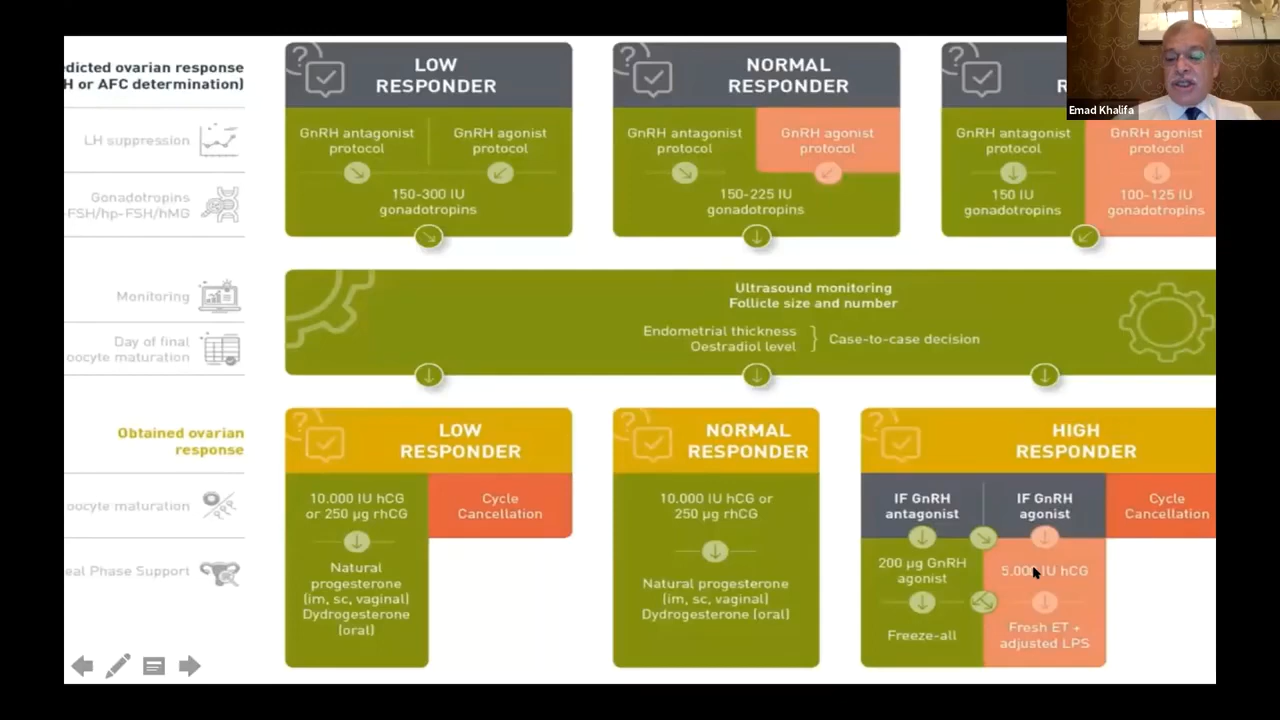 edicted ovarian response
H or AFC determination)
LOW
RESPONDER
NORMAL
RESPONDER
R
Emad Khalifa
LH suppression
GnRH antagonist
protocol
GnRH agonist
protocol
GnRH antagonist
protocol
GnRH agonist
protocol
GnRH antagonist
protocol
GnRH agonist
protocol
Gonadotropins
-FSH/hp-FSH/hMG
150-300 IU
gonadotropins
150-225 IU
gonadotropins
150 IU
gonadotropins
100-125 IU
gonadotropins
Monitoring
Ultrasound monitoring
Follicle size and number
Day of final
oocyte maturation
Endometrial thickness
Oestradiol level
Case-to-case decision
Obtained ovarian
response
LOW
RESPONDER
NORMAL
RESPONDER
HIGH
RESPONDER
oocyte maturation
10.000 IU hCG
or 250 µg rhCG
Cycle
Cancellation
10.000 IU hCG or
250 µg rhCG
IF GnRH
antagonist
IF GnRH
agonist
Cycle
Cancellation
eal Phase Support
Natural
progesterone
(im, sc, vaginal)
Dydrogesterone
(oral)
Natural progesterone
(im, sc, vaginal)
Dydrogesterone (oral)
200 µg GnRH
agonist
Freeze-all
5.000 IU hCG
Fresh ET +
adjusted LPS